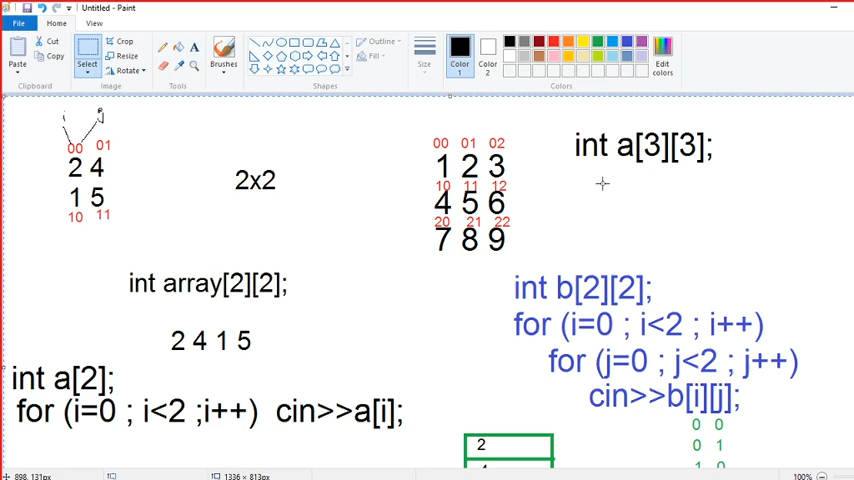 Untitled - Paint
File Home View
Paste
Cut
Copy
Clipboard
Select
Crop
Resize
Rotate
Image
Tools
Brushes
Shapes
Outline
Fill
Size
Color 1
Color 2
Edit colors
Colors
i j
00 01
2 4
1 5
10 11
2x2
00 01 02
1 2 3
10 11 12
4 5 6
20 21 22
7 8 9
int a[3][3];
int array[2][2];
2 4 1 5
int a[2];
for (i=0 ; i<2 ;i++) cin>>a[i];
int b[2][2];
for (i=0 ; i<2 ; i++)
for (j=0 ; j<2 ; j++)
cin>>b[i][j];
0 0
0 1
1 0
2
4
898, 131px
1336 × 813px
100%